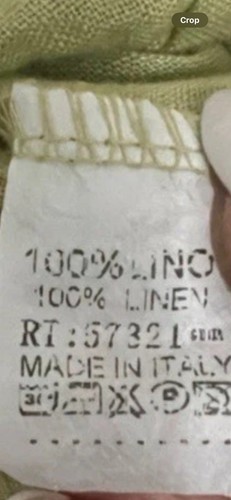 Crop
100% LINO
100% LINEN
RT:57321
MADE IN ITALY